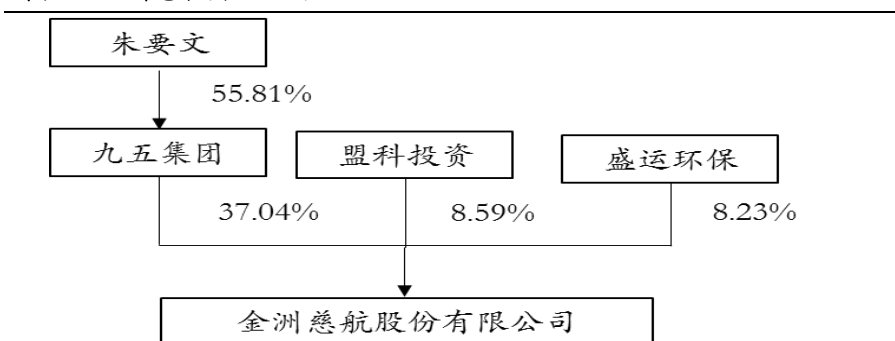 朱要文
55.81%
九五集团 盟科投资 盛运环保
37.04% 8.59% 8.23%
金洲慈航股份有限公司